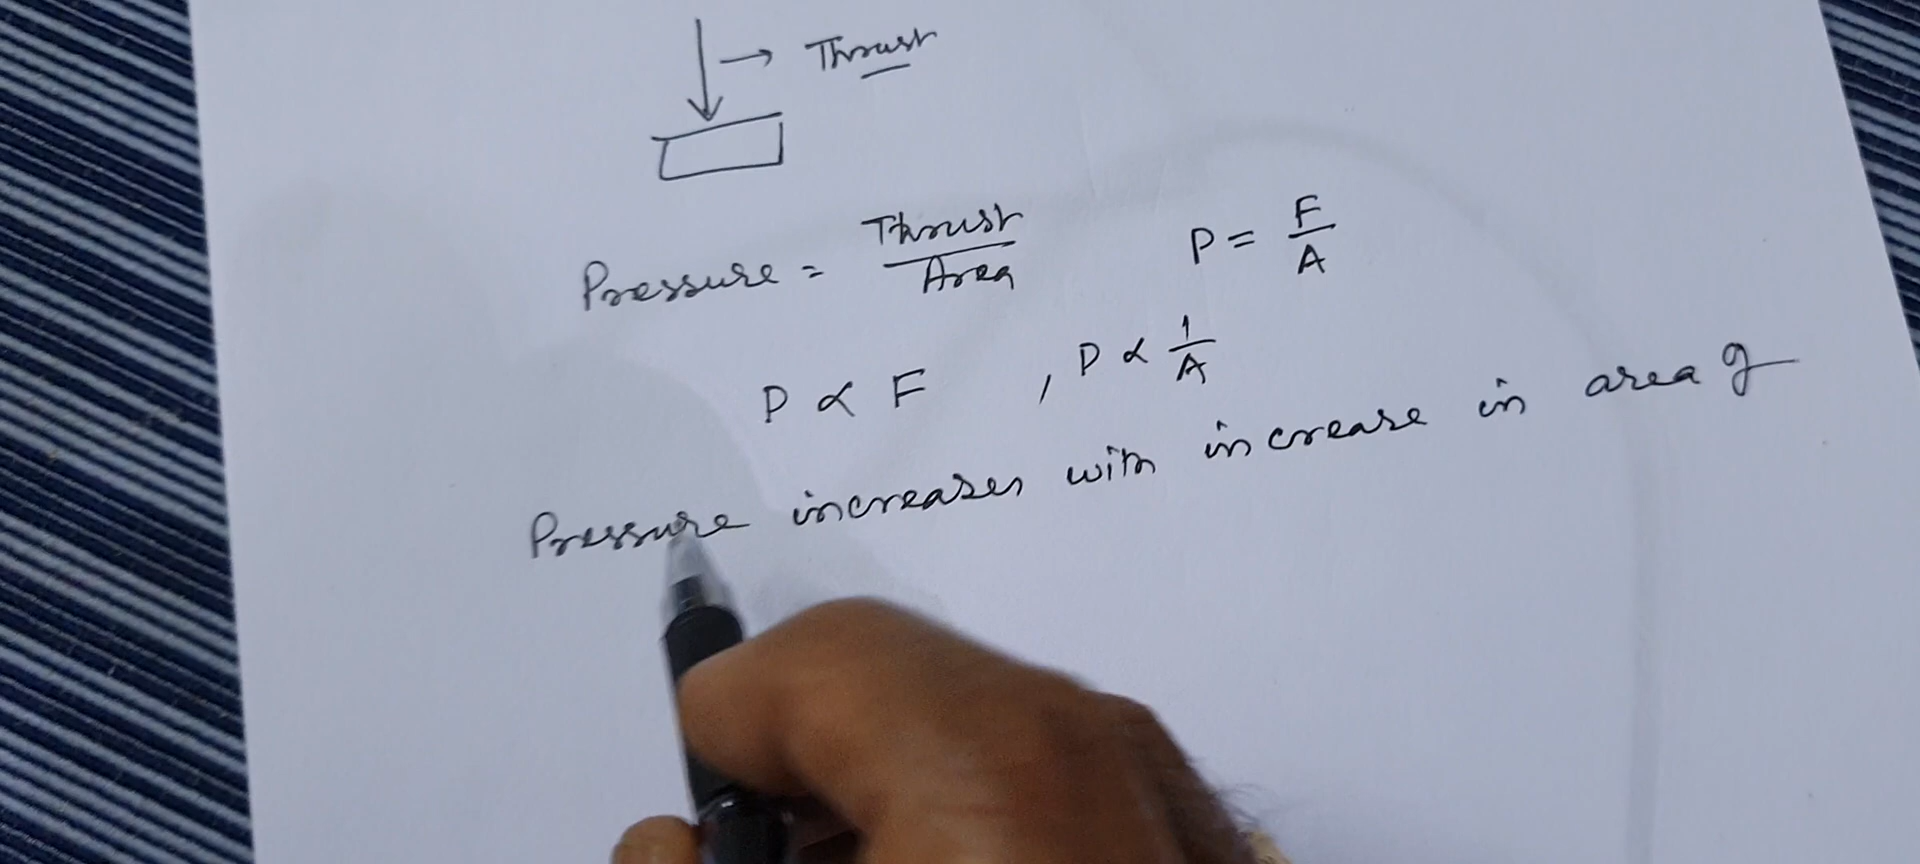 → Thrust
Pressure = Thrust / Area P = F / A
P ∝ F , P ∝ 1 / A
Pressure increases with increase in area of